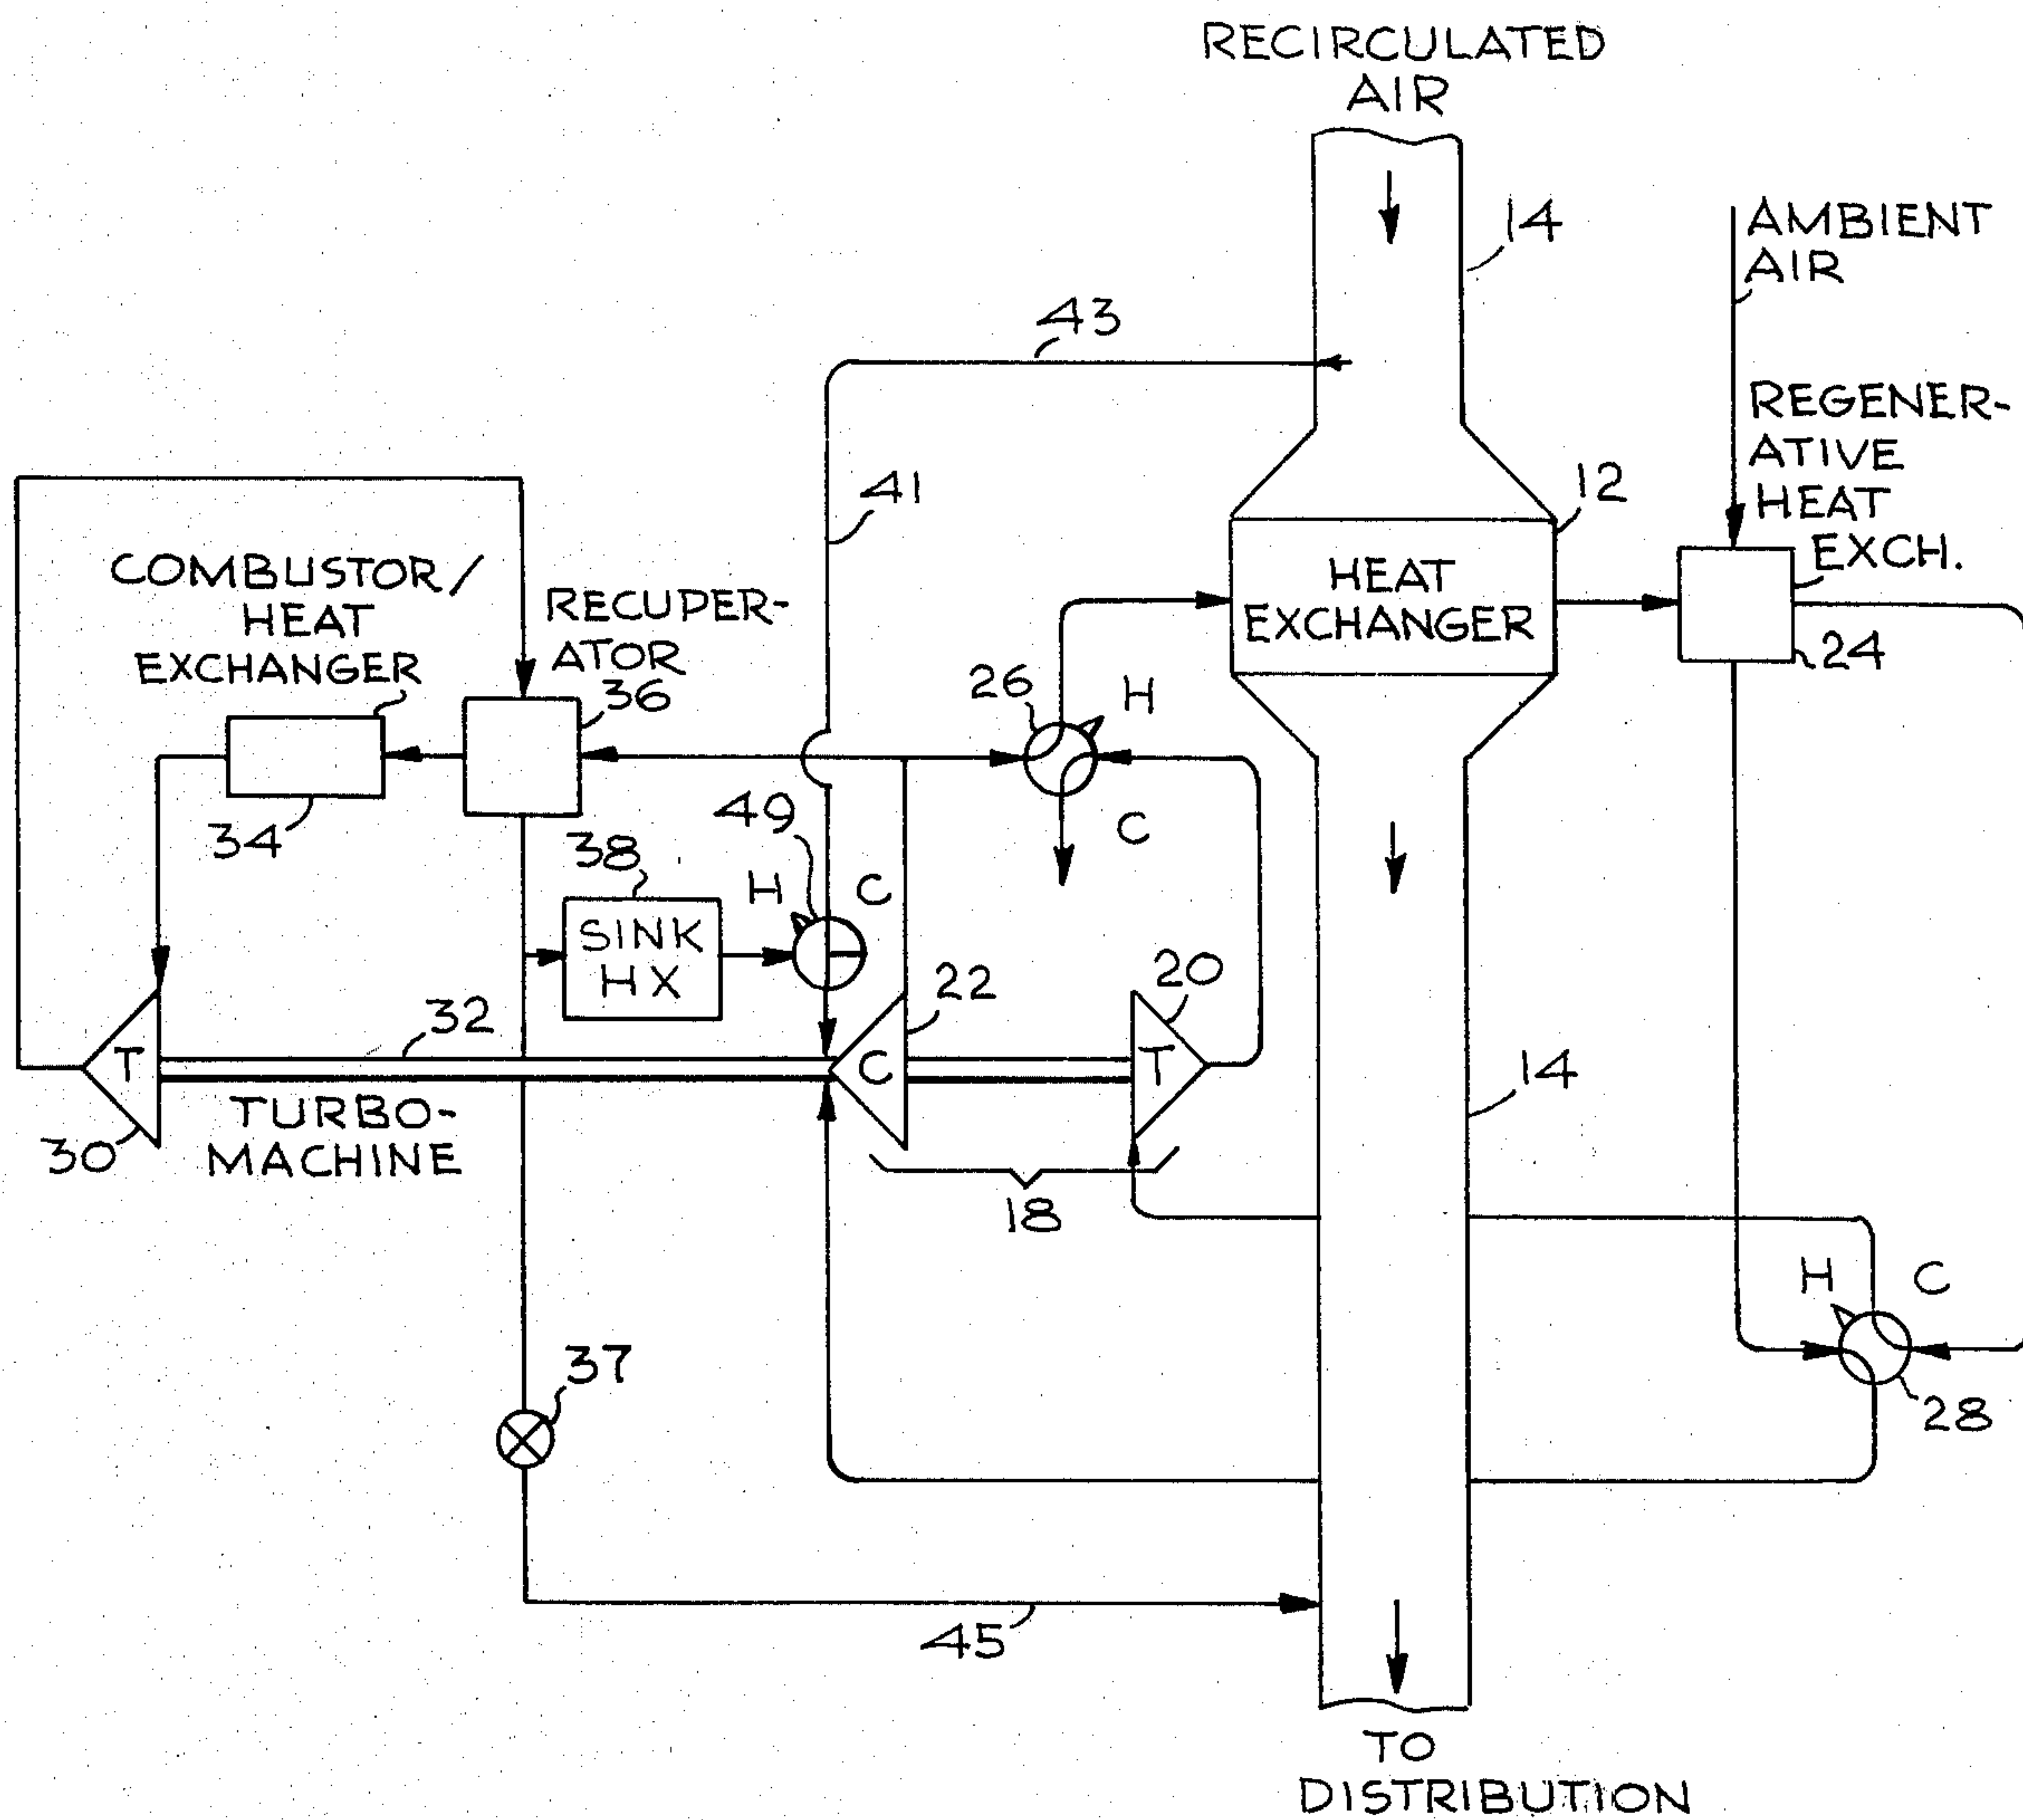 RECIRULATED
AIR
14
AMBIENT
AIR
43
REGENER-
ATIVE
HEAT
EXCH.
12
41
COMBUSTOR/
HEAT
EXCHANGER
RECUPER-
ATOR
36
HEAT
EXCHANGER
24
26
H
C
34
38
49
H
C
SINK
HX
22
20
32
T
C
T
TURBO-
MACHINE
30
18
14
H
C
28
37
45
TO
DISTRIBUTION